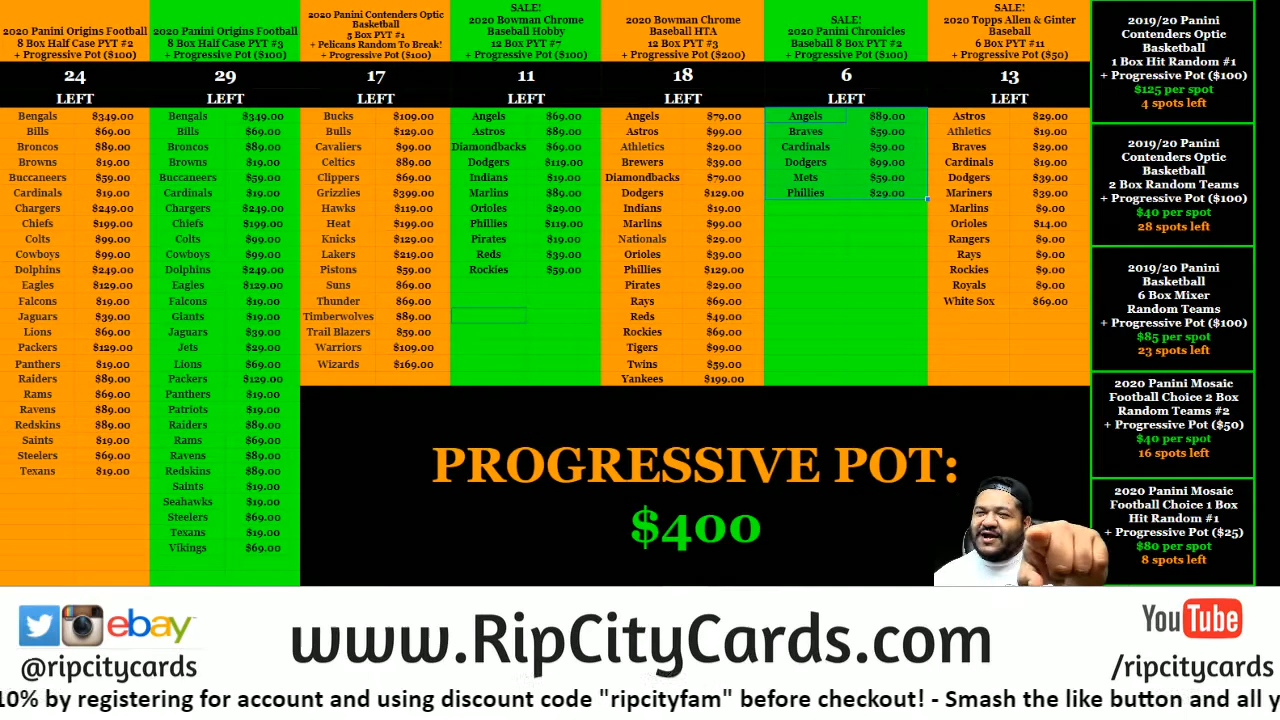 2020 Panini Origins Football
8 Box Half Case PYT #2
+ Progressive Pot ($100)
24
LEFT
Bengals $349.00
Bills $69.00
Broncos $89.00
Browns $19.00
Buccaneers $59.00
Cardinals $19.00
Chargers $249.00
Chiefs $199.00
Colts $99.00
Cowboys $99.00
Dolphins $249.00
Eagles $129.00
Falcons $19.00
Jaguars $39.00
Lions $69.00
Packers $129.00
Panthers $19.00
Raiders $89.00
Rams $69.00
Ravens $89.00
Redskins $89.00
Saints $19.00
Steelers $69.00
Texans $19.00
2020 Panini Origins Football
8 Box Half Case PYT #3
+ Progressive Pot ($100)
29
LEFT
Bengals $349.00
Bills $69.00
Broncos $89.00
Browns $19.00
Buccaneers $59.00
Cardinals $19.00
Chargers $249.00
Chiefs $199.00
Colts $99.00
Cowboys $99.00
Dolphins $249.00
Eagles $129.00
Falcons $19.00
Giants $19.00
Jaguars $39.00
Jets $29.00
Lions $69.00
Packers $129.00
Panthers $19.00
Patriots $19.00
Raiders $89.00
Rams $69.00
Ravens $89.00
Redskins $89.00
Saints $19.00
Seahawks $19.00
Steelers $69.00
Texans $19.00
Vikings $69.00
2020 Panini Contenders Optic
Basketball
5 Box PYT #1
+ Pelicans Random To Break!
+ Progressive Pot ($100)
17
LEFT
Bucks $109.00
Bulls $129.00
Cavaliers $99.00
Celtics $89.00
Clippers $69.00
Grizzlies $399.00
Hawks $119.00
Heat $199.00
Knicks $129.00
Lakers $219.00
Pistons $59.00
Suns $69.00
Thunder $69.00
Timberwolves $89.00
Trail Blazers $59.00
Warriors $109.00
Wizards $169.00
SALE!
2020 Bowman Chrome
Baseball Hobby
12 Box PYT #7
+ Progressive Pot ($100)
11
LEFT
Angels $69.00
Astros $89.00
Diamondbacks $69.00
Dodgers $119.00
Indians $19.00
Marlins $89.00
Orioles $29.00
Phillies $119.00
Pirates $19.00
Reds $39.00
Rockies $59.00
2020 Bowman Chrome
Baseball HTA
12 Box PYT #3
+ Progressive Pot ($200)
18
LEFT
Angels $79.00
Astros $99.00
Athletics $29.00
Brewers $39.00
Diamondbacks $79.00
Dodgers $129.00
Indians $19.00
Marlins $99.00
Nationals $29.00
Orioles $39.00
Phillies $129.00
Pirates $29.00
Rays $69.00
Reds $49.00
Rockies $69.00
Tigers $99.00
Twins $59.00
Yankees $199.00
SALE!
2020 Panini Chronicles
Baseball 8 Box PYT #2
+ Progressive Pot ($100)
6
LEFT
Angels $89.00
Braves $59.00
Cardinals $59.00
Dodgers $99.00
Mets $59.00
Phillies $29.00
SALE!
2020 Topps Allen & Ginter
Baseball
6 Box PYT #11
+ Progressive Pot ($50)
13
LEFT
Astros $29.00
Athletics $19.00
Braves $29.00
Cardinals $19.00
Dodgers $39.00
Mariners $39.00
Marlins $9.00
Orioles $14.00
Rangers $9.00
Rays $9.00
Rockies $9.00
Royals $9.00
White Sox $69.00
2019/20 Panini
Contenders Optic
Basketball
1 Box Hit Random #1
+ Progressive Pot ($100)
$125 per spot
4 spots left
2019/20 Panini
Contenders Optic
Basketball
2 Box Random Teams
+ Progressive Pot ($100)
$40 per spot
28 spots left
2019/20 Panini
Basketball
6 Box Mixer
Random Teams
+ Progressive Pot ($100)
$85 per spot
23 spots left
2020 Panini Mosaic
Football Choice 2 Box
Random Teams #2
+ Progressive Pot ($50)
$40 per spot
16 spots left
2020 Panini Mosaic
Football Choice 1 Box
Hit Random #1
+ Progressive Pot ($25)
$80 per spot
8 spots left
PROGRESSIVE POT:
$400
ebay
@ripcitycards
www.RipCityCards.com
YouTube
/ripcitycards
10% by registering for account and using discount code "ripcityfam" before checkout! - Smash the like button and all y